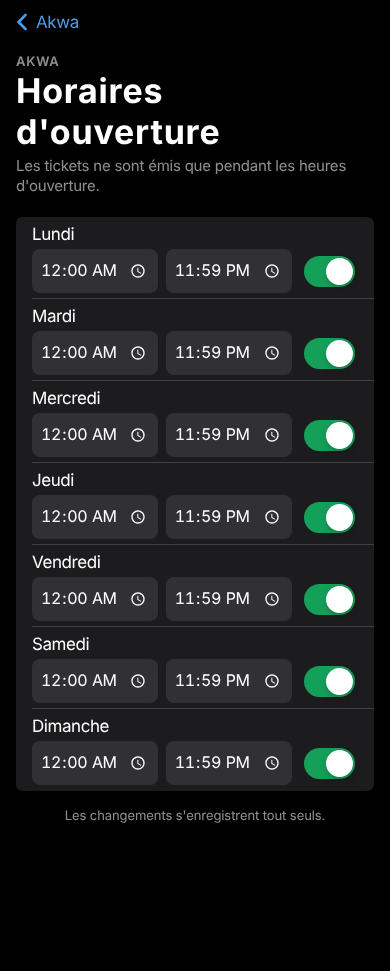 Akwa
AKWA
Horaires
d'ouverture
Les tickets ne sont émis que pendant les heures
d'ouverture.
Lundi
12:00 AM 11:59 PM
Mardi
12:00 AM 11:59 PM
Mercredi
12:00 AM 11:59 PM
Jeudi
12:00 AM 11:59 PM
Vendredi
12:00 AM 11:59 PM
Samedi
12:00 AM 11:59 PM
Dimanche
12:00 AM 11:59 PM
Les changements s'enregistrent tout seuls.